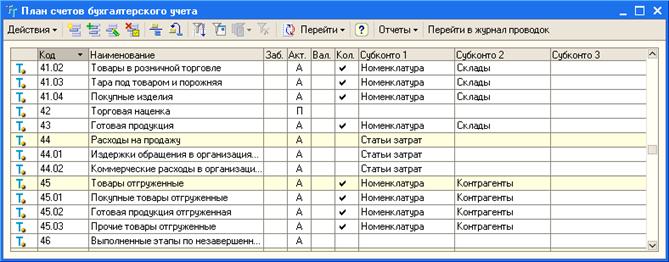 План счетов бухгалтерского учета
Действия Перейти Отчеты Перейти в журнал проводок
Код Наименование Заб. Акт. Вал. Кол. Субконто 1 Субконто 2 Субконто 3
41.02 Товары в розничной торговле А ✓ Номенклатура Склады
41.03 Тара под товаром и порожняя А ✓ Номенклатура Склады
41.04 Покупные изделия А ✓ Номенклатура Склады
42 Торговая наценка П
43 Готовая продукция А ✓ Номенклатура Склады
44 Расходы на продажу А Статьи затрат
44.01 Издержки обращения в организация... А Статьи затрат
44.02 Коммерческие расходы в организаци... А Статьи затрат
45 Товары отгруженные А ✓ Номенклатура Контрагенты
45.01 Покупные товары отгруженные А ✓ Номенклатура Контрагенты
45.02 Готовая продукция отгруженная А ✓ Номенклатура Контрагенты
45.03 Прочие товары отгруженные А ✓ Номенклатура Контрагенты
46 Выполненные этапы по незавершенн... А